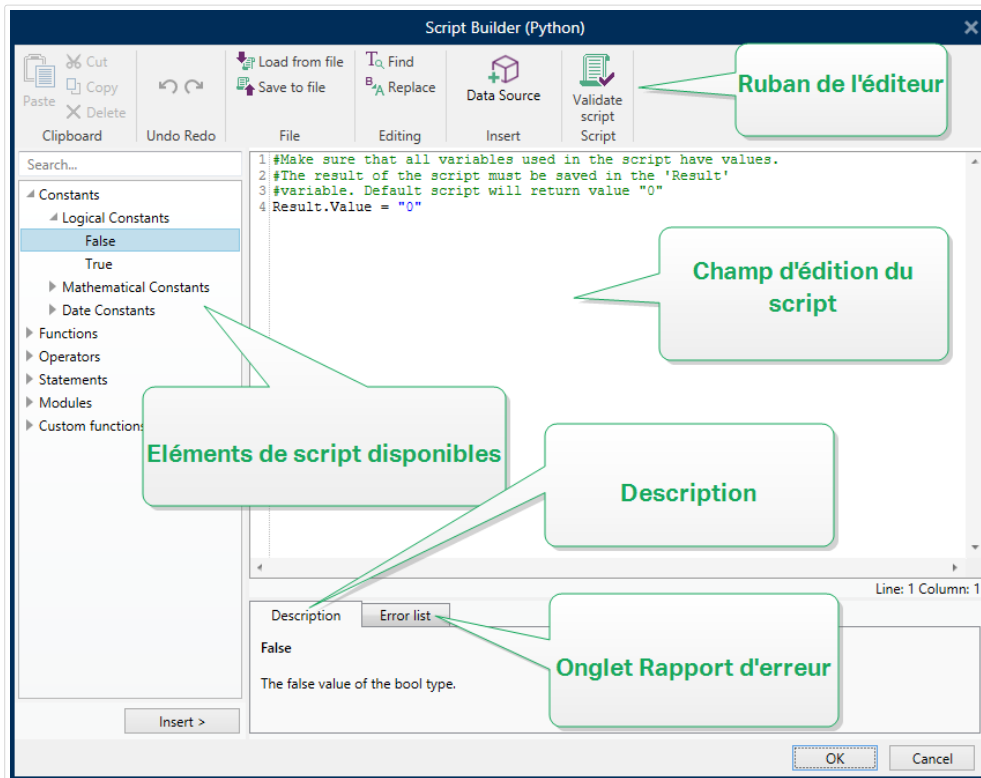 Script Builder (Python)
Paste
Cut
Copy
Delete
Clipboard
Undo Redo
Load from file
Save to file
File
Find
Replace
Editing
Data Source
Insert
Validate
script
Script
Ruban de l'éditeur
Search...
Constants
Logical Constants
False
True
Mathematical Constants
Date Constants
Functions
Operators
Statements
Modules
Custom functions
Insert >
1 #Make sure that all variables used in the script have values.
2 #The result of the script must be saved in the 'Result'
3 #variable. Default script will return value "0"
4 Result.Value = "0"
Champ d'édition du
script
Eléments de script disponibles
Description
Line: 1 Column: 1
Description
Error list
False
The false value of the bool type.
Onglet Rapport d'erreur
OK
Cancel